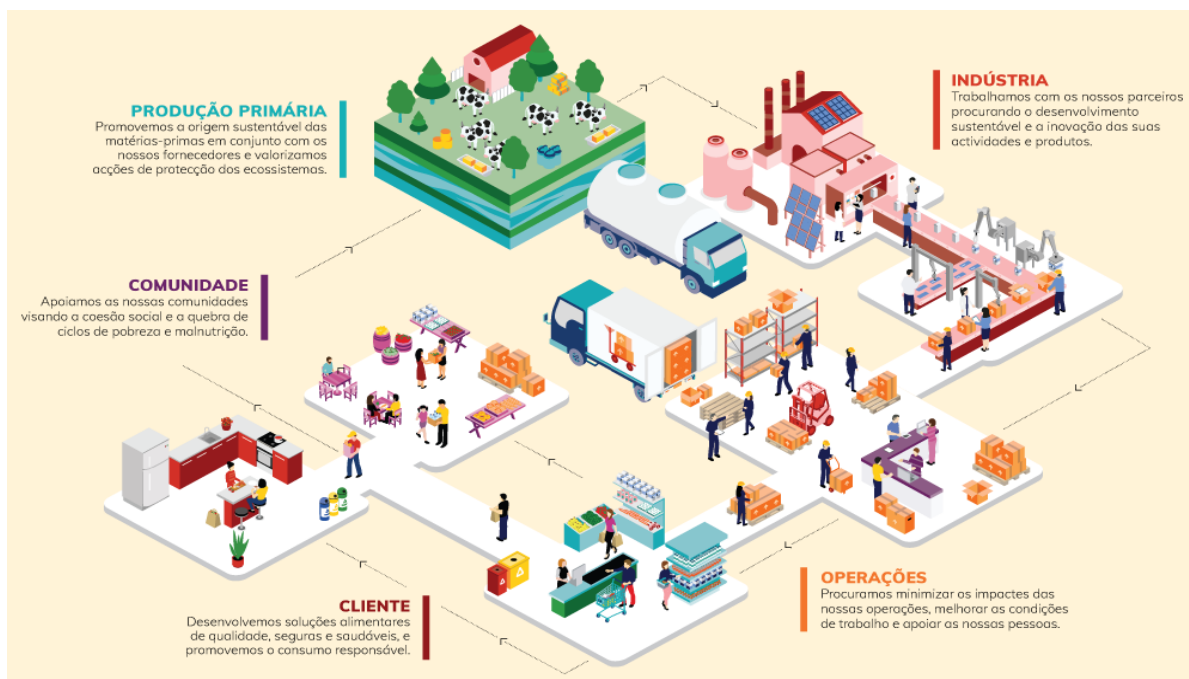 PRODUÇÃO PRIMÁRIA
Promovemos a origem sustentável das
matérias-primas em conjunto com os
nossos fornecedores e valorizamos
acções de protecção dos ecossistemas.
INDÚSTRIA
Trabalhamos com os nossos parceiros
procurando o desenvolvimento
sustentável e a inovação das suas
actividades e produtos.
COMUNIDADE
Apoiamos as nossas comunidades
visando a coesão social e a quebra de
ciclos de pobreza e malnutrição.
OPERAÇÕES
Procuramos minimizar os impactes das
nossas operações, melhorar as condições
de trabalho e apoiar as nossas pessoas.
CLIENTE
Desenvolvemos soluções alimentares
de qualidade, seguras e saudáveis, e
promovemos o consumo responsável.